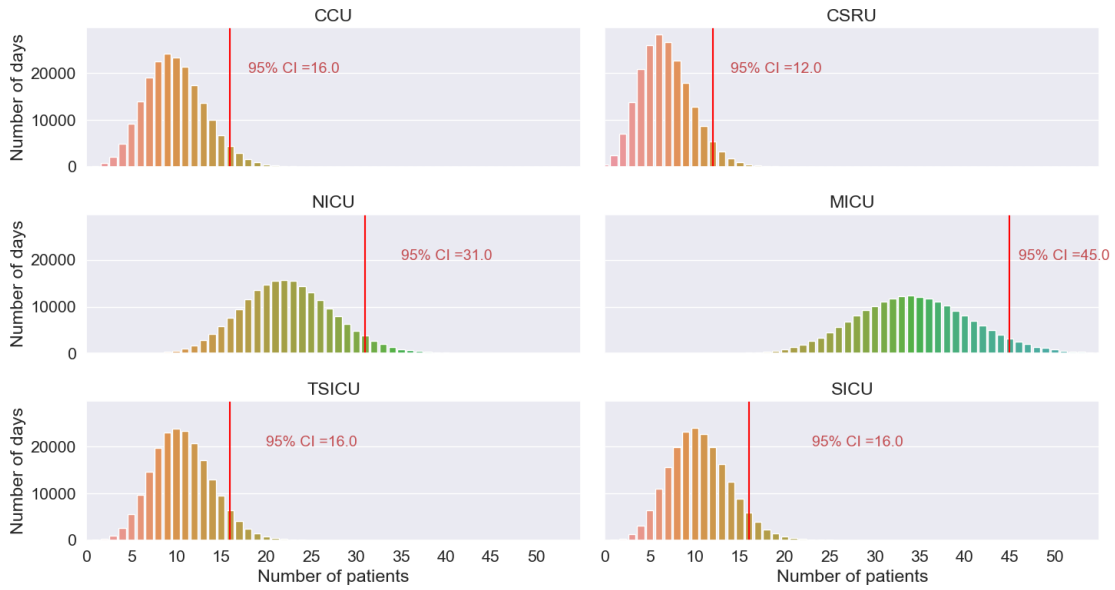 CCU
CSRU
Number of days
20000
10000
0
95% CI =16.0
95% CI =12.0
NICU
MICU
Number of days
20000
10000
0
95% CI =31.0
95% CI =45.0
TSICU
SICU
Number of days
20000
10000
0
95% CI =16.0
95% CI =16.0
0 5 10 15 20 25 30 35 40 45 50
5 10 15 20 25 30 35 40 45 50
Number of patients
Number of patients